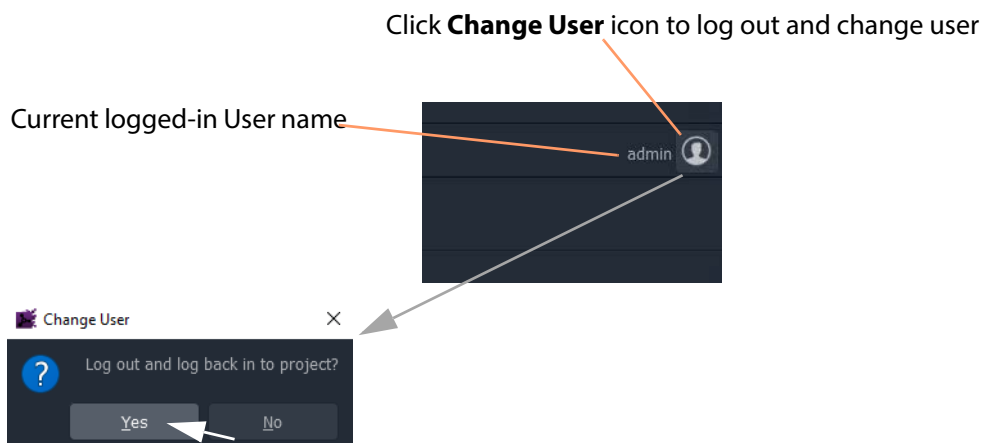 Click Change User icon to log out and change user
Current logged-in User name
admin
Change User
Log out and log back in to project?
?
Yes
No